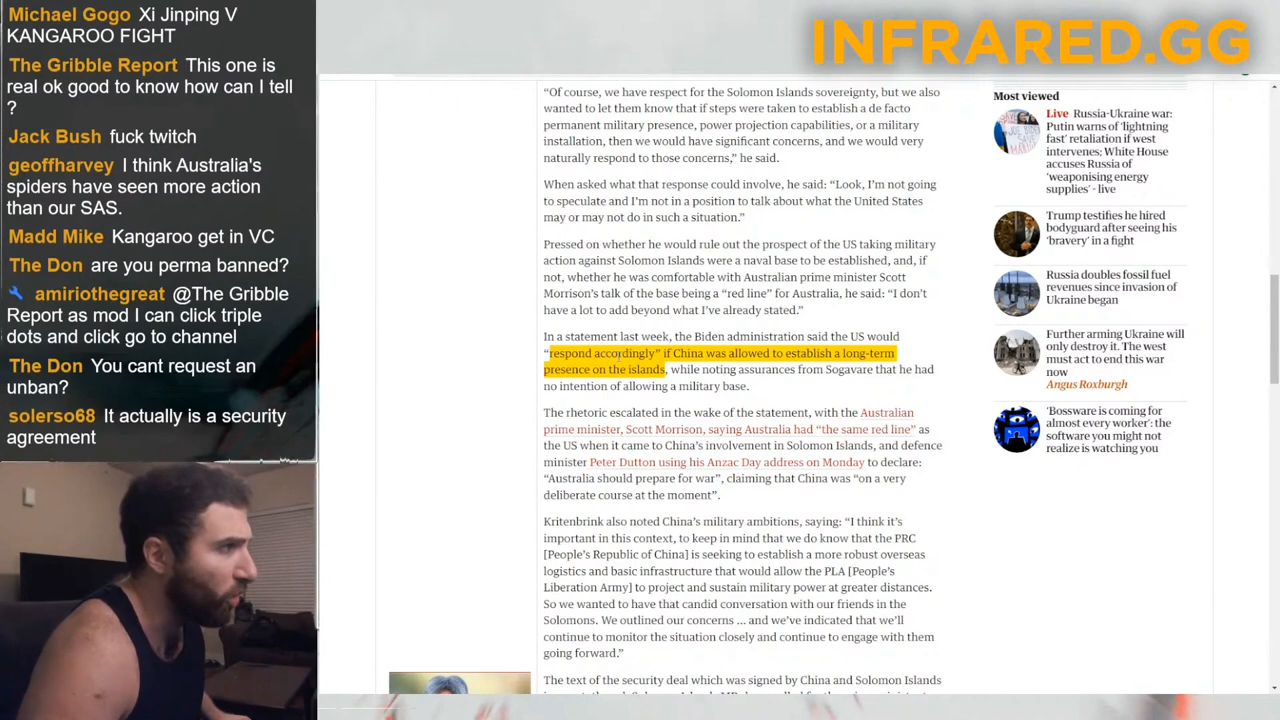 Michael Gogo Xi Jinping V
KANGAROO FIGHT
The Gribble Report This one is
real ok good to know how can I tell
?
Jack Bush fuck twitch
geoffharvey I think Australia's
spiders have seen more action
than our SAS.
Madd Mike Kangaroo get in VC
The Don are you perma banned?
amiriothegreat @The Gribble
Report as mod I can click triple
dots and click go to channel
The Don You cant request an
unban?
solerso68 It actually is a security
agreement
INFRARED.GG
“Of course, we have respect for the Solomon Islands sovereignty, but we also
wanted to let them know that if steps were taken to establish a de facto
permanent military presence, power projection capabilities, or a military
installation, then we would have significant concerns, and we would very
naturally respond to those concerns,” he said.
When asked what that response could involve, he said: “Look, I’m not going
to speculate and I’m not in a position to talk about what the United States
may or may not do in such a situation.”
Pressed on whether he would rule out the prospect of the US taking military
action against Solomon Islands were a naval base to be established, and, if
not, whether he was comfortable with Australian prime minister Scott
Morrison’s talk of the base being a “red line” for Australia, he said: “I don’t
have a lot to add beyond what I’ve already stated.”
In a statement last week, the Biden administration said the US would
“respond accordingly” if China was allowed to establish a long-term
presence on the islands, while noting assurances from Sogavare that he had
no intention of allowing a military base.
The rhetoric escalated in the wake of the statement, with the Australian
prime minister, Scott Morrison, saying Australia had “the same red line” as
the US when it came to China’s involvement in Solomon Islands, and defence
minister Peter Dutton using his Anzac Day address on Monday to declare:
“Australia should prepare for war”, claiming that China was “on a very
deliberate course at the moment”.
Kritenbrink also noted China’s military ambitions, saying: “I think it’s
important in this context, to keep in mind that we do know that the PRC
[People’s Republic of China] is seeking to establish a more robust overseas
logistics and basic infrastructure that would allow the PLA [People’s
Liberation Army] to project and sustain military power at greater distances.
So we wanted to have that candid conversation with our friends in the
Solomons. We outlined our concerns ... and we’ve indicated that we’ll
continue to monitor the situation closely and continue to engage with them
going forward.”
The text of the security deal which was signed by China and Solomon Islands
Most viewed
Live Russia-Ukraine war:
Putin warns of ‘lightning
fast’ retaliation if west
intervenes; White House
accuses Russia of
‘weaponising energy
supplies’ - live
Trump testifies he hired
bodyguard after seeing his
‘bravery’ in a fight
Russia doubles fossil fuel
revenues since invasion of
Ukraine began
Further arming Ukraine will
only destroy it. The west
must act to end this war
now
Angus Roxburgh
‘Bossware is coming for
almost every worker’: the
software you might not
realize is watching you